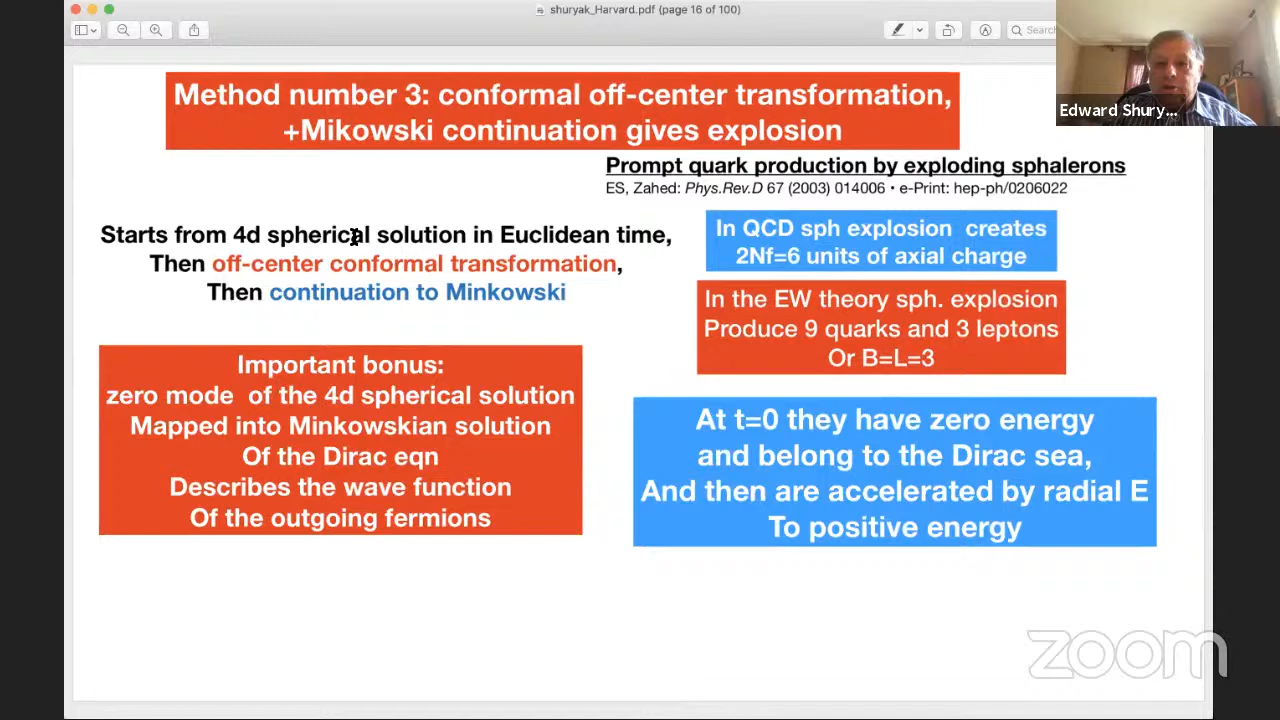 shuryak_Harvard.pdf (page 16 of 100)
Search
Edward Shury...
Method number 3: conformal off-center transformation,
+Mikowski continuation gives explosion
Prompt quark production by exploding sphalerons
ES, Zahed: Phys.Rev.D 67 (2003) 014006 • e-Print: hep-ph/0206022
Starts from 4d spherical solution in Euclidean time,
Then off-center conformal transformation,
Then continuation to Minkowski
In QCD sph explosion creates
2Nf=6 units of axial charge
In the EW theory sph. explosion
Produce 9 quarks and 3 leptons
Or B=L=3
Important bonus:
zero mode of the 4d spherical solution
Mapped into Minkowskian solution
Of the Dirac eqn
Describes the wave function
Of the outgoing fermions
At t=0 they have zero energy
and belong to the Dirac sea,
And then are accelerated by radial E
To positive energy
zoom